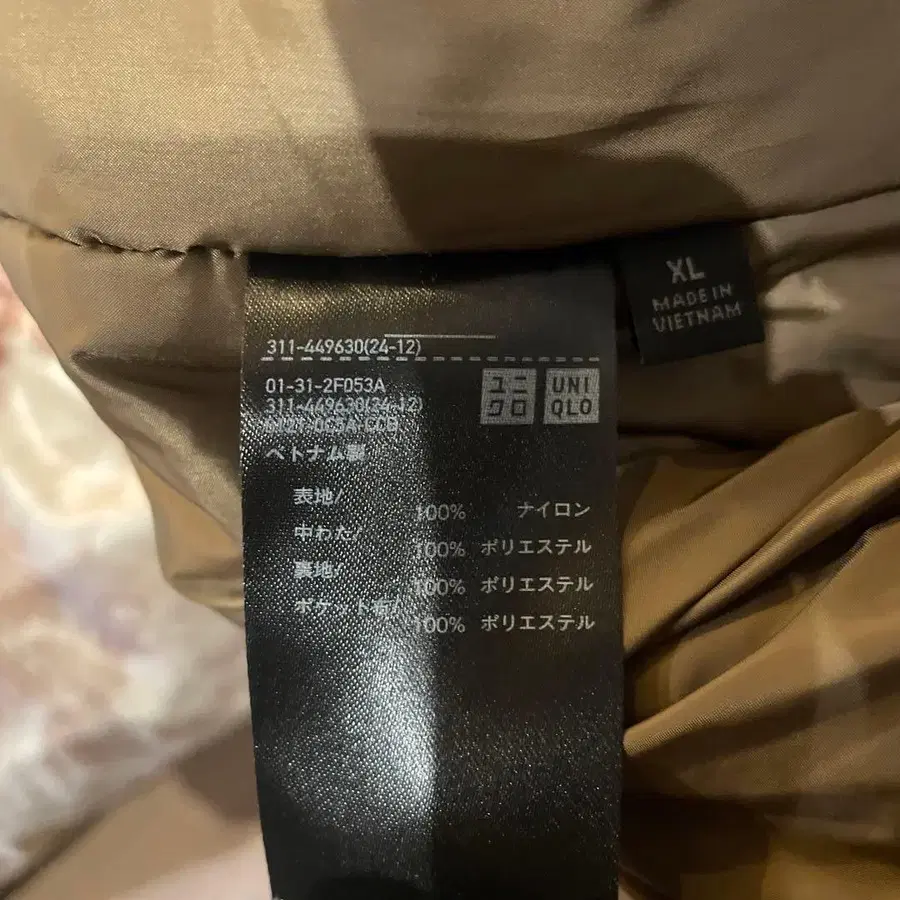 XL
MADE IN
VIETNAM
311-449630(24-12)
01-31-2F053A
311-449630(24-12)
ユニ
クロ
UNI
QLO
ベトナム製
表地/
100% ナイロン
中わた/
100% ポリエステル
裏地/
100% ポリエステル
ポケット布/
100% ポリエステル